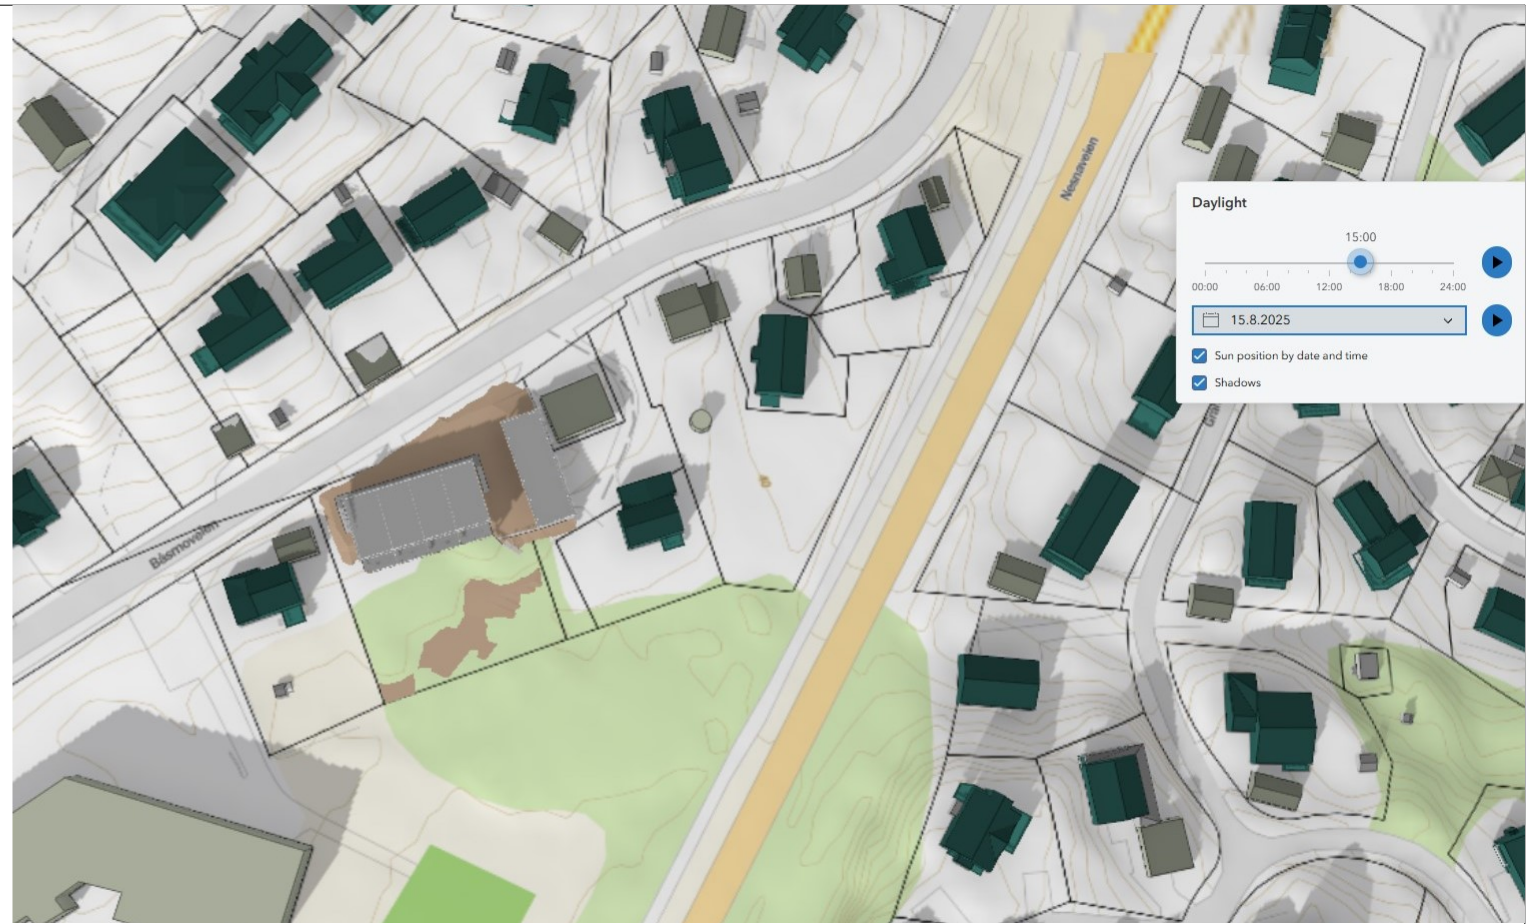 Nesnaveien
Daylight
15:00
00:00 06:00 12:00 18:00 24:00
15.8.2025
Sun position by date and time
Shadows
Båsmoveien